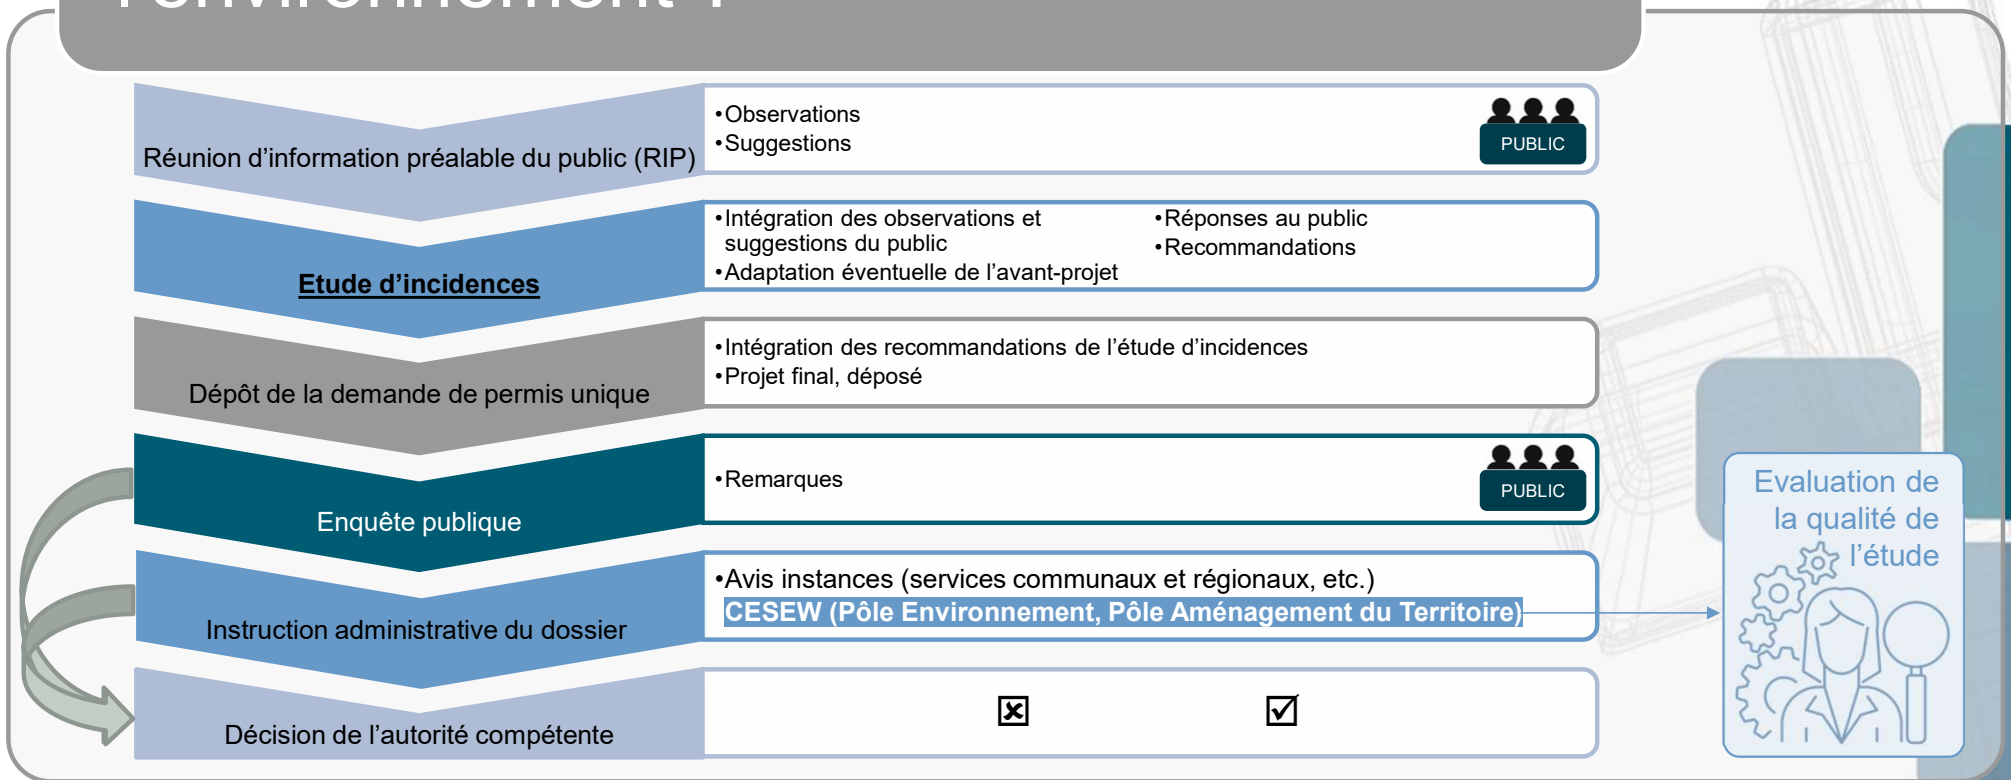 l'environnement ?
Réunion d'information préalable du public (RIP)
•Observations
•Suggestions
PUBLIC
Etude d'incidences
•Intégration des observations et
suggestions du public
•Adaptation éventuelle de l'avant-projet
•Réponses au public
•Recommandations
Dépôt de la demande de permis unique
•Intégration des recommandations de l'étude d'incidences
•Projet final, déposé
Enquête publique
•Remarques
PUBLIC
Evaluation de
la qualité de
l'étude
Instruction administrative du dossier
•Avis instances (services communaux et régionaux, etc.)
CESEW (Pôle Environnement, Pôle Aménagement du Territoire)
Décision de l'autorité compétente